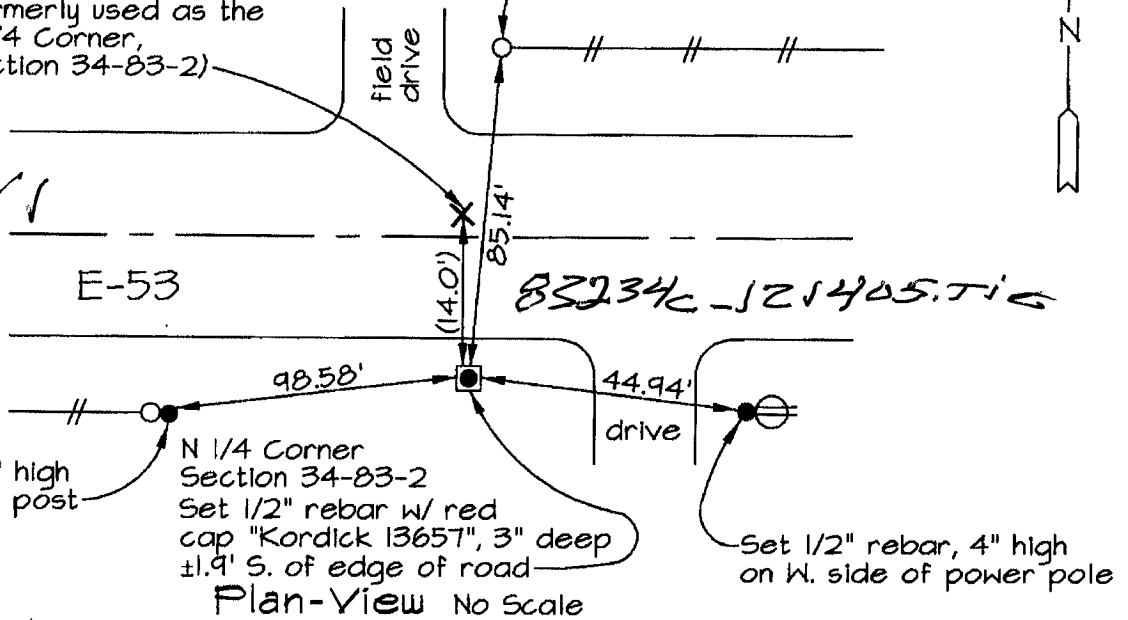 rmerly used as the
/4 Corner,
ction 34-83-2)
field
drive
N
85.14'
(14.0')
E-53
83234c_121405.Tif
98.58'
44.94'
drive
N 1/4 Corner
Section 34-83-2
Set 1/2" rebar w/ red
cap "Kordick 13657", 3" deep
±1.9' S. of edge of road
" high
post
Set 1/2" rebar, 4" high
on W. side of power pole
Plan-View No Scale